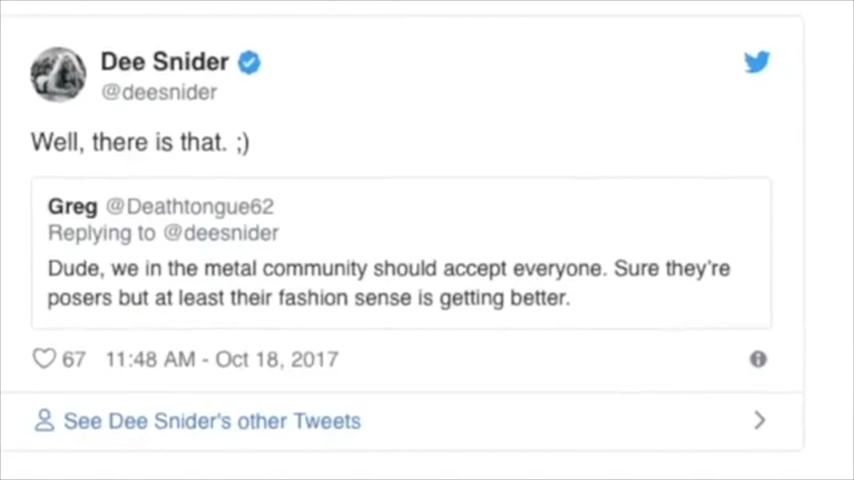 Dee Snider
@deesnider
Well, there is that. ;)
Greg @Deathtongue62
Replying to @deesnider
Dude, we in the metal community should accept everyone. Sure they're
posers but at least their fashion sense is getting better.
67 11:48 AM - Oct 18, 2017
See Dee Snider's other Tweets